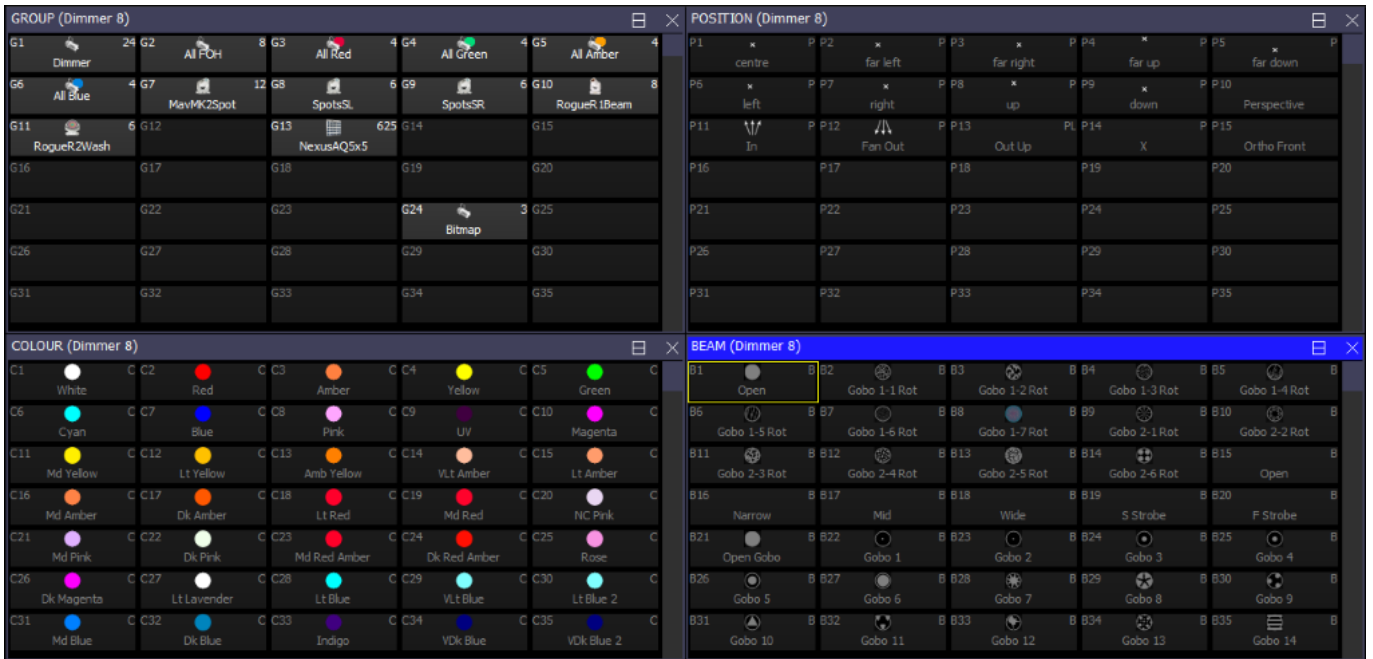 GROUP (Dimmer 8)
G1 24 G2 8 G3 4 G4 4 G5 4
Dimmer All FOH All Red All Green All Amber
G6 4 G7 12 G8 6 G9 6 G10 8
All Blue MavMK2Spot SpotsSL SpotsSR RogueR1Beam
G11 6 G12 G13 625 G14 G15
RogueR2Wash NexusAQ5x5
G16 G17 G18 G19 G20
G21 G22 G23 G24 3 G25
Bitmap
G26 G27 G28 G29 G30
G31 G32 G33 G34 G35
POSITION (Dimmer 8)
P1 P P2 P P3 P P4 P P5 P
centre far left far right far up far down
P6 P P7 P P8 P P9 P P10
left right up down Perspective
P11 P P12 P P13 PL P14 P P15
In Fan Out Out Up X Ortho Front
P16 P17 P18 P19 P20
P21 P22 P23 P24 P25
P26 P27 P28 P29 P30
P31 P32 P33 P34 P35
COLOUR (Dimmer 8)
C1 C C2 C C3 C C4 C C5 C
White Red Amber Yellow Green
C6 C C7 C C8 C C9 C C10 C
Cyan Blue Pink UV Magenta
C11 C C12 C C13 C C14 C C15 C
Md Yellow Lt Yellow Amb Yellow VLt Amber Lt Amber
C16 C C17 C C18 C C19 C C20 C
Md Amber Dk Amber Lt Red Md Red NC Pink
C21 C C22 C C23 C C24 C C25 C
Md Pink Dk Pink Md Red Amber Dk Red Amber Rose
C26 C C27 C C28 C C29 C C30 C
Dk Magenta Lt Lavender Lt Blue VLt Blue Lt Blue 2
C31 C C32 C C33 C C34 C C35 C
Md Blue Dk Blue Indigo VDk Blue VDk Blue 2
BEAM (Dimmer 8)
B1 B B2 B B3 B B4 B B5 B
Open Gobo 1-1 Rot Gobo 1-2 Rot Gobo 1-3 Rot Gobo 1-4 Rot
B6 B B7 B B8 B B9 B B10 B
Gobo 1-5 Rot Gobo 1-6 Rot Gobo 1-7 Rot Gobo 2-1 Rot Gobo 2-2 Rot
B11 B B12 B B13 B B14 B B15 B
Gobo 2-3 Rot Gobo 2-4 Rot Gobo 2-5 Rot Gobo 2-6 Rot Open
B16 B B17 B B18 B B19 B B20 B
Narrow Mid Wide S Strobe F Strobe
B21 B B22 B B23 B B24 B B25 B
Open Gobo Gobo 1 Gobo 2 Gobo 3 Gobo 4
B26 B B27 B B28 B B29 B B30 B
Gobo 5 Gobo 6 Gobo 7 Gobo 8 Gobo 9
B31 B B32 B B33 B B34 B B35 B
Gobo 10 Gobo 11 Gobo 12 Gobo 13 Gobo 14